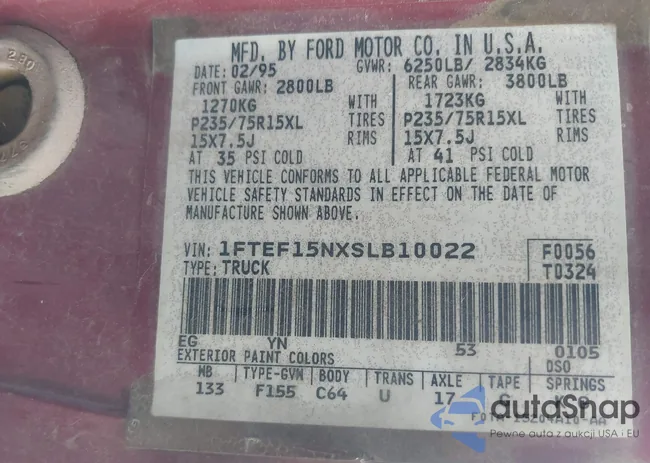 MFD. BY FORD MOTOR CO. IN U.S.A.
DATE: 02/95 GVWR: 6250LB/ 2834KG
FRONT GAWR: 2800LB REAR GAWR: 3800LB
1270KG WITH 1723KG WITH
P235/75R15XL TIRES P235/75R15XL TIRES
15X7.5J RIMS 15X7.5J RIMS
AT 35 PSI COLD AT 41 PSI COLD
THIS VEHICLE CONFORMS TO ALL APPLICABLE FEDERAL MOTOR
VEHICLE SAFETY STANDARDS IN EFFECT ON THE DATE OF
MANUFACTURE SHOWN ABOVE.
VIN: 1FTEF15NXSLB10022 F0056
TYPE: TRUCK T0324
EG YN 53 0105
EXTERIOR PAINT COLORS DSO
WB TYPE-GVM BODY TRANS AXLE TAPE SPRINGS
133 F155 C64 U 17
autoSnap
Pewne auta z aukcji USA i EU